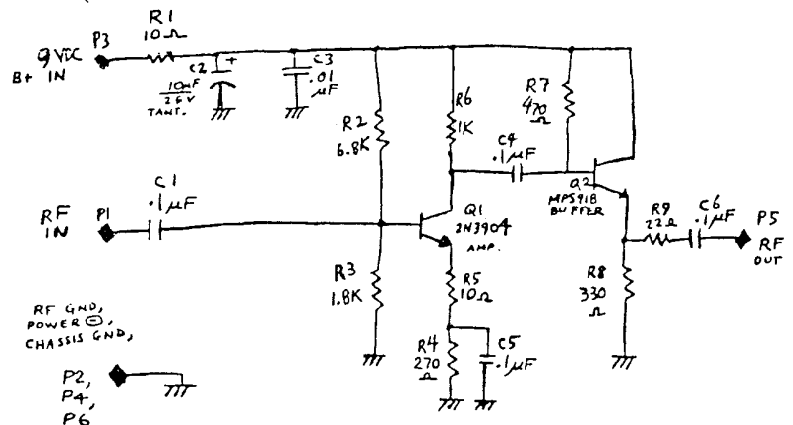 R1
10Ω
9VDC
P3
B+ IN
C2
+
10µF
25V
TANT.
C3
.01
µF
R2
6.8K
R6
1K
R7
470
Ω
C4
.1µF
C1
.1µF
RF
IN
P1
Q1
2N3904
AMP.
Q2
MPS918
BUFFER
R9
22Ω
C6
.1µF
P5
RF
OUT
R3
1.8K
R5
10Ω
R8
330
Ω
R4
270
Ω
C5
.1µF
RF GND,
POWER ⊖,
CHASSIS GND,
P2,
P4,
P6